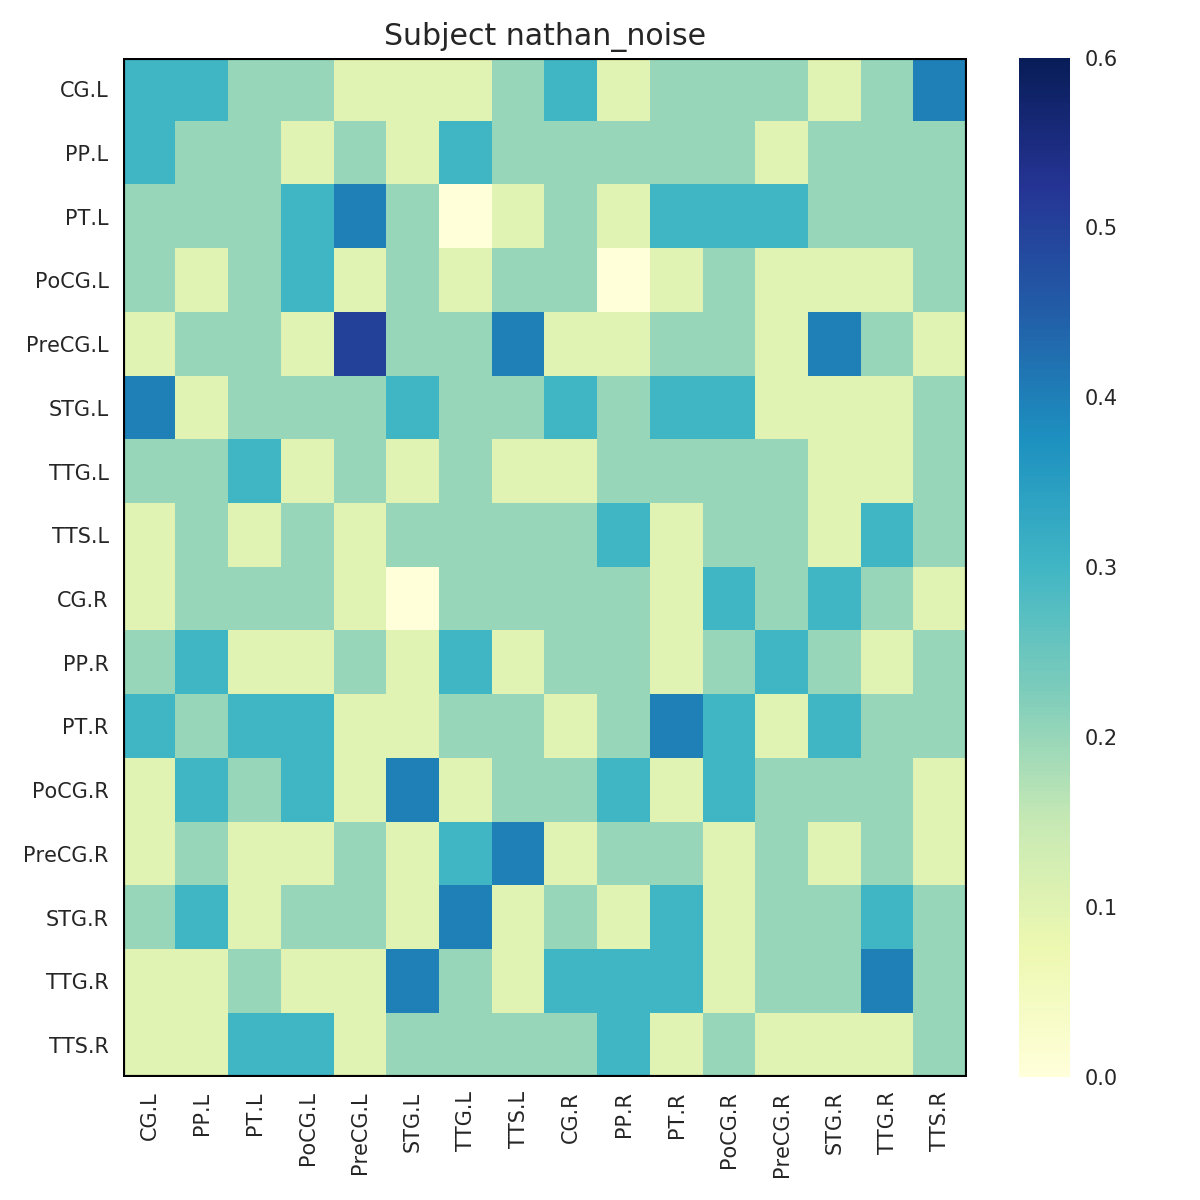 Subject nathan_noise
CG.L
PP.L
PT.L
PoCG.L
PreCG.L
STG.L
TTG.L
TTS.L
CG.R
PP.R
PT.R
PoCG.R
PreCG.R
STG.R
TTG.R
TTS.R
CG.L
PP.L
PT.L
PoCG.L
PreCG.L
STG.L
TTG.L
TTS.L
CG.R
PP.R
PT.R
PoCG.R
PreCG.R
STG.R
TTG.R
TTS.R
0.6
0.5
0.4
0.3
0.2
0.1
0.0